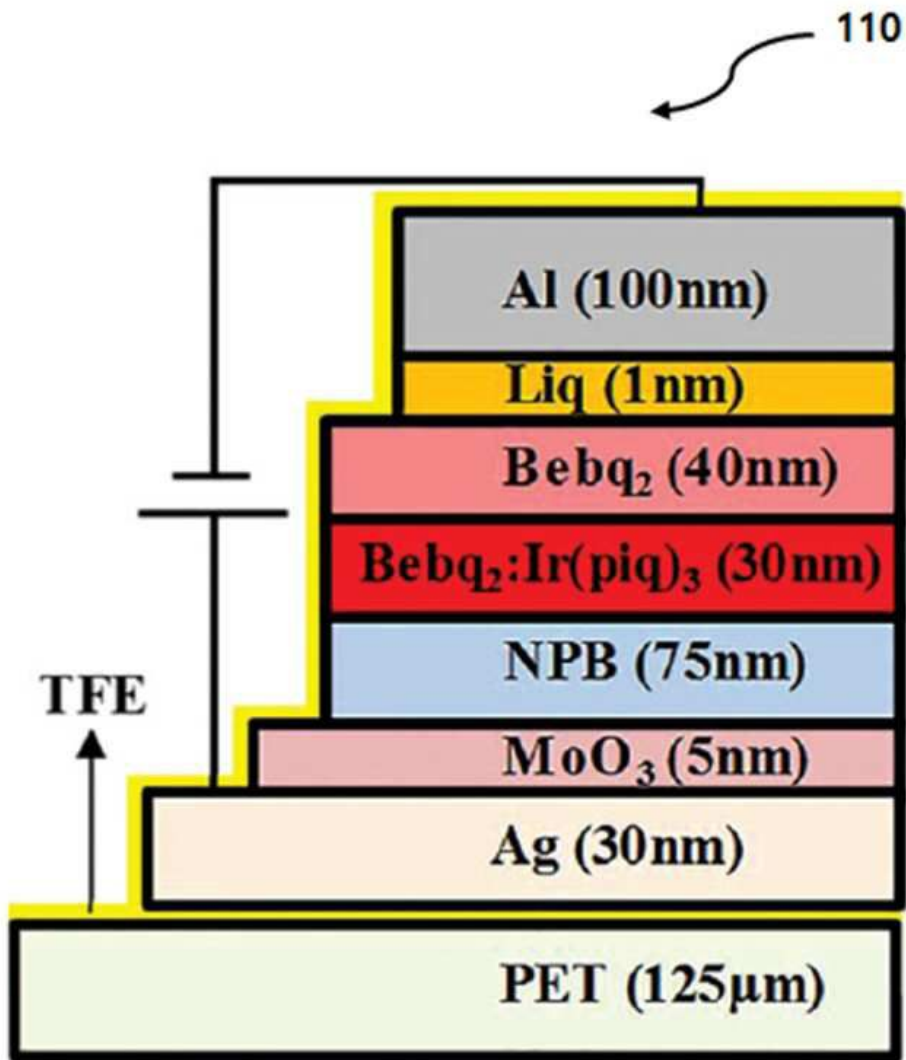 110
Al (100nm)
Liq (1nm)
Bebq₂ (40nm)
Bebq₂:Ir(piq)₃ (30nm)
NPB (75nm)
TFE
MoO₃ (5nm)
Ag (30nm)
PET (125μm)